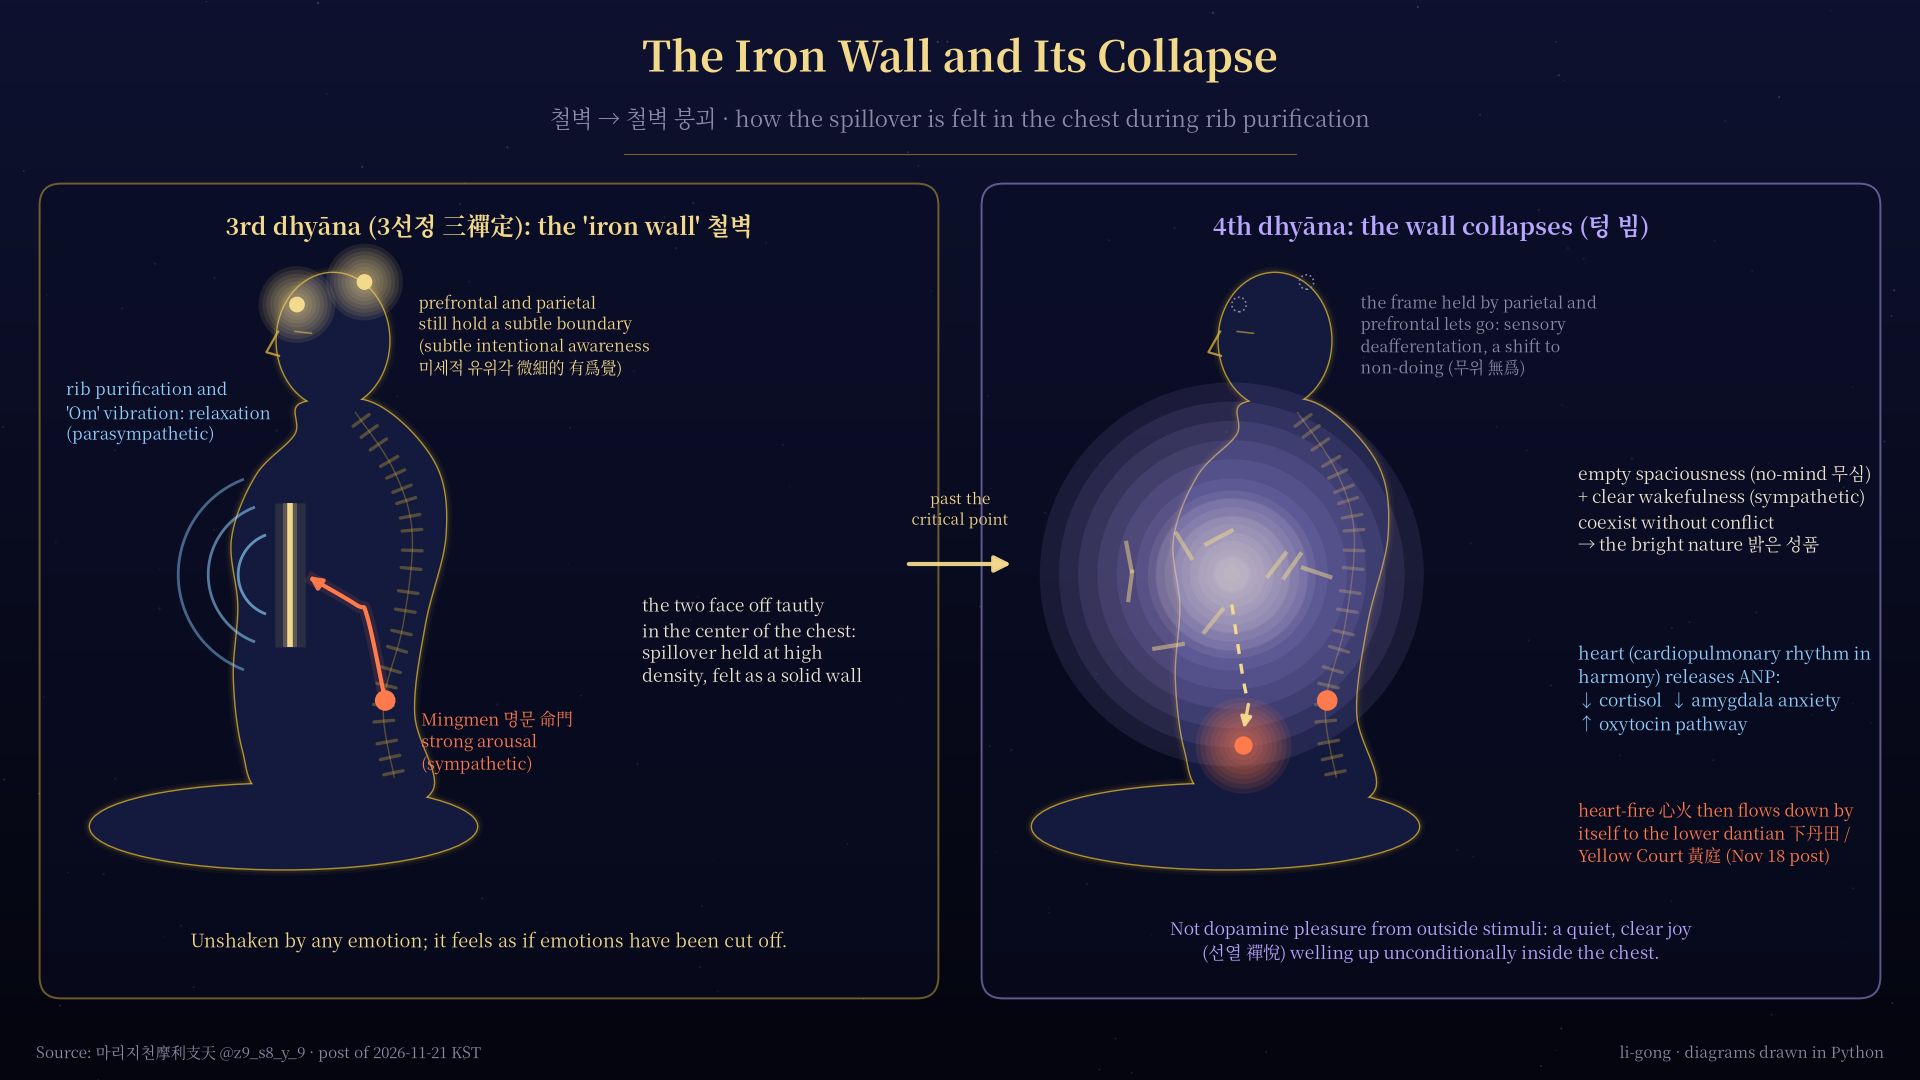 The Iron Wall and Its Collapse
철벽 → 철벽 붕괴 · how the spillover is felt in the chest during rib purification
3rd dhyāna (3선정 三禪定): the 'iron wall' 철벽
prefrontal and parietal
still hold a subtle boundary
(subtle intentional awareness
미세적 유위각 微細的 有爲覺)
rib purification and
'Om' vibration: relaxation
(parasympathetic)
the two face off tautly
in the center of the chest:
spillover held at high
density, felt as a solid wall
Mingmen 명문 命門
strong arousal
(sympathetic)
Unshaken by any emotion; it feels as if emotions have been cut off.
past the
critical point
4th dhyāna: the wall collapses (텅 빔)
the frame held by parietal and
prefrontal lets go: sensory
deafferentation, a shift to
non-doing (무위 無爲)
empty spaciousness (no-mind 무심)
+ clear wakefulness (sympathetic)
coexist without conflict
→ the bright nature 밝은 성품
heart (cardiopulmonary rhythm in
harmony) releases ANP:
↓ cortisol ↓ amygdala anxiety
↑ oxytocin pathway
heart-fire 心火 then flows down by
itself to the lower dantian 下丹田 /
Yellow Court 黃庭 (Nov 18 post)
Not dopamine pleasure from outside stimuli: a quiet, clear joy
(선열 禪悅) welling up unconditionally inside the chest.
Source: 마리지천摩利支天 @z9_s8_y_9 · post of 2026-11-21 KST
li-gong · diagrams drawn in Python